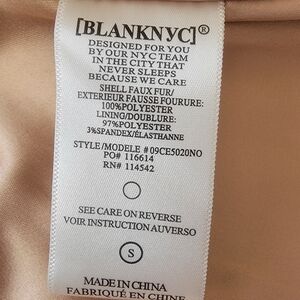 [BLANKNYC]®
DESIGNED FOR YOU
BY OUR NYC TEAM
IN THE CITY THAT
NEVER SLEEPS
BECAUSE WE CARE
SHELL FAUX FUR/
EXTERIEUR FAUSSE FOURURE:
100%POLYESTER
LINING/DOUBLURE:
97%POLYESTER
3%SPANDEX/ÉLASTHANNE
STYLE/MODELE #09CE5020NO
PO# 116614
RN# 114542
SEE CARE ON REVERSE
VOIR INSTRUCTION AUVERSO
S
MADE IN CHINA
FABRIQUÉ EN CHINE